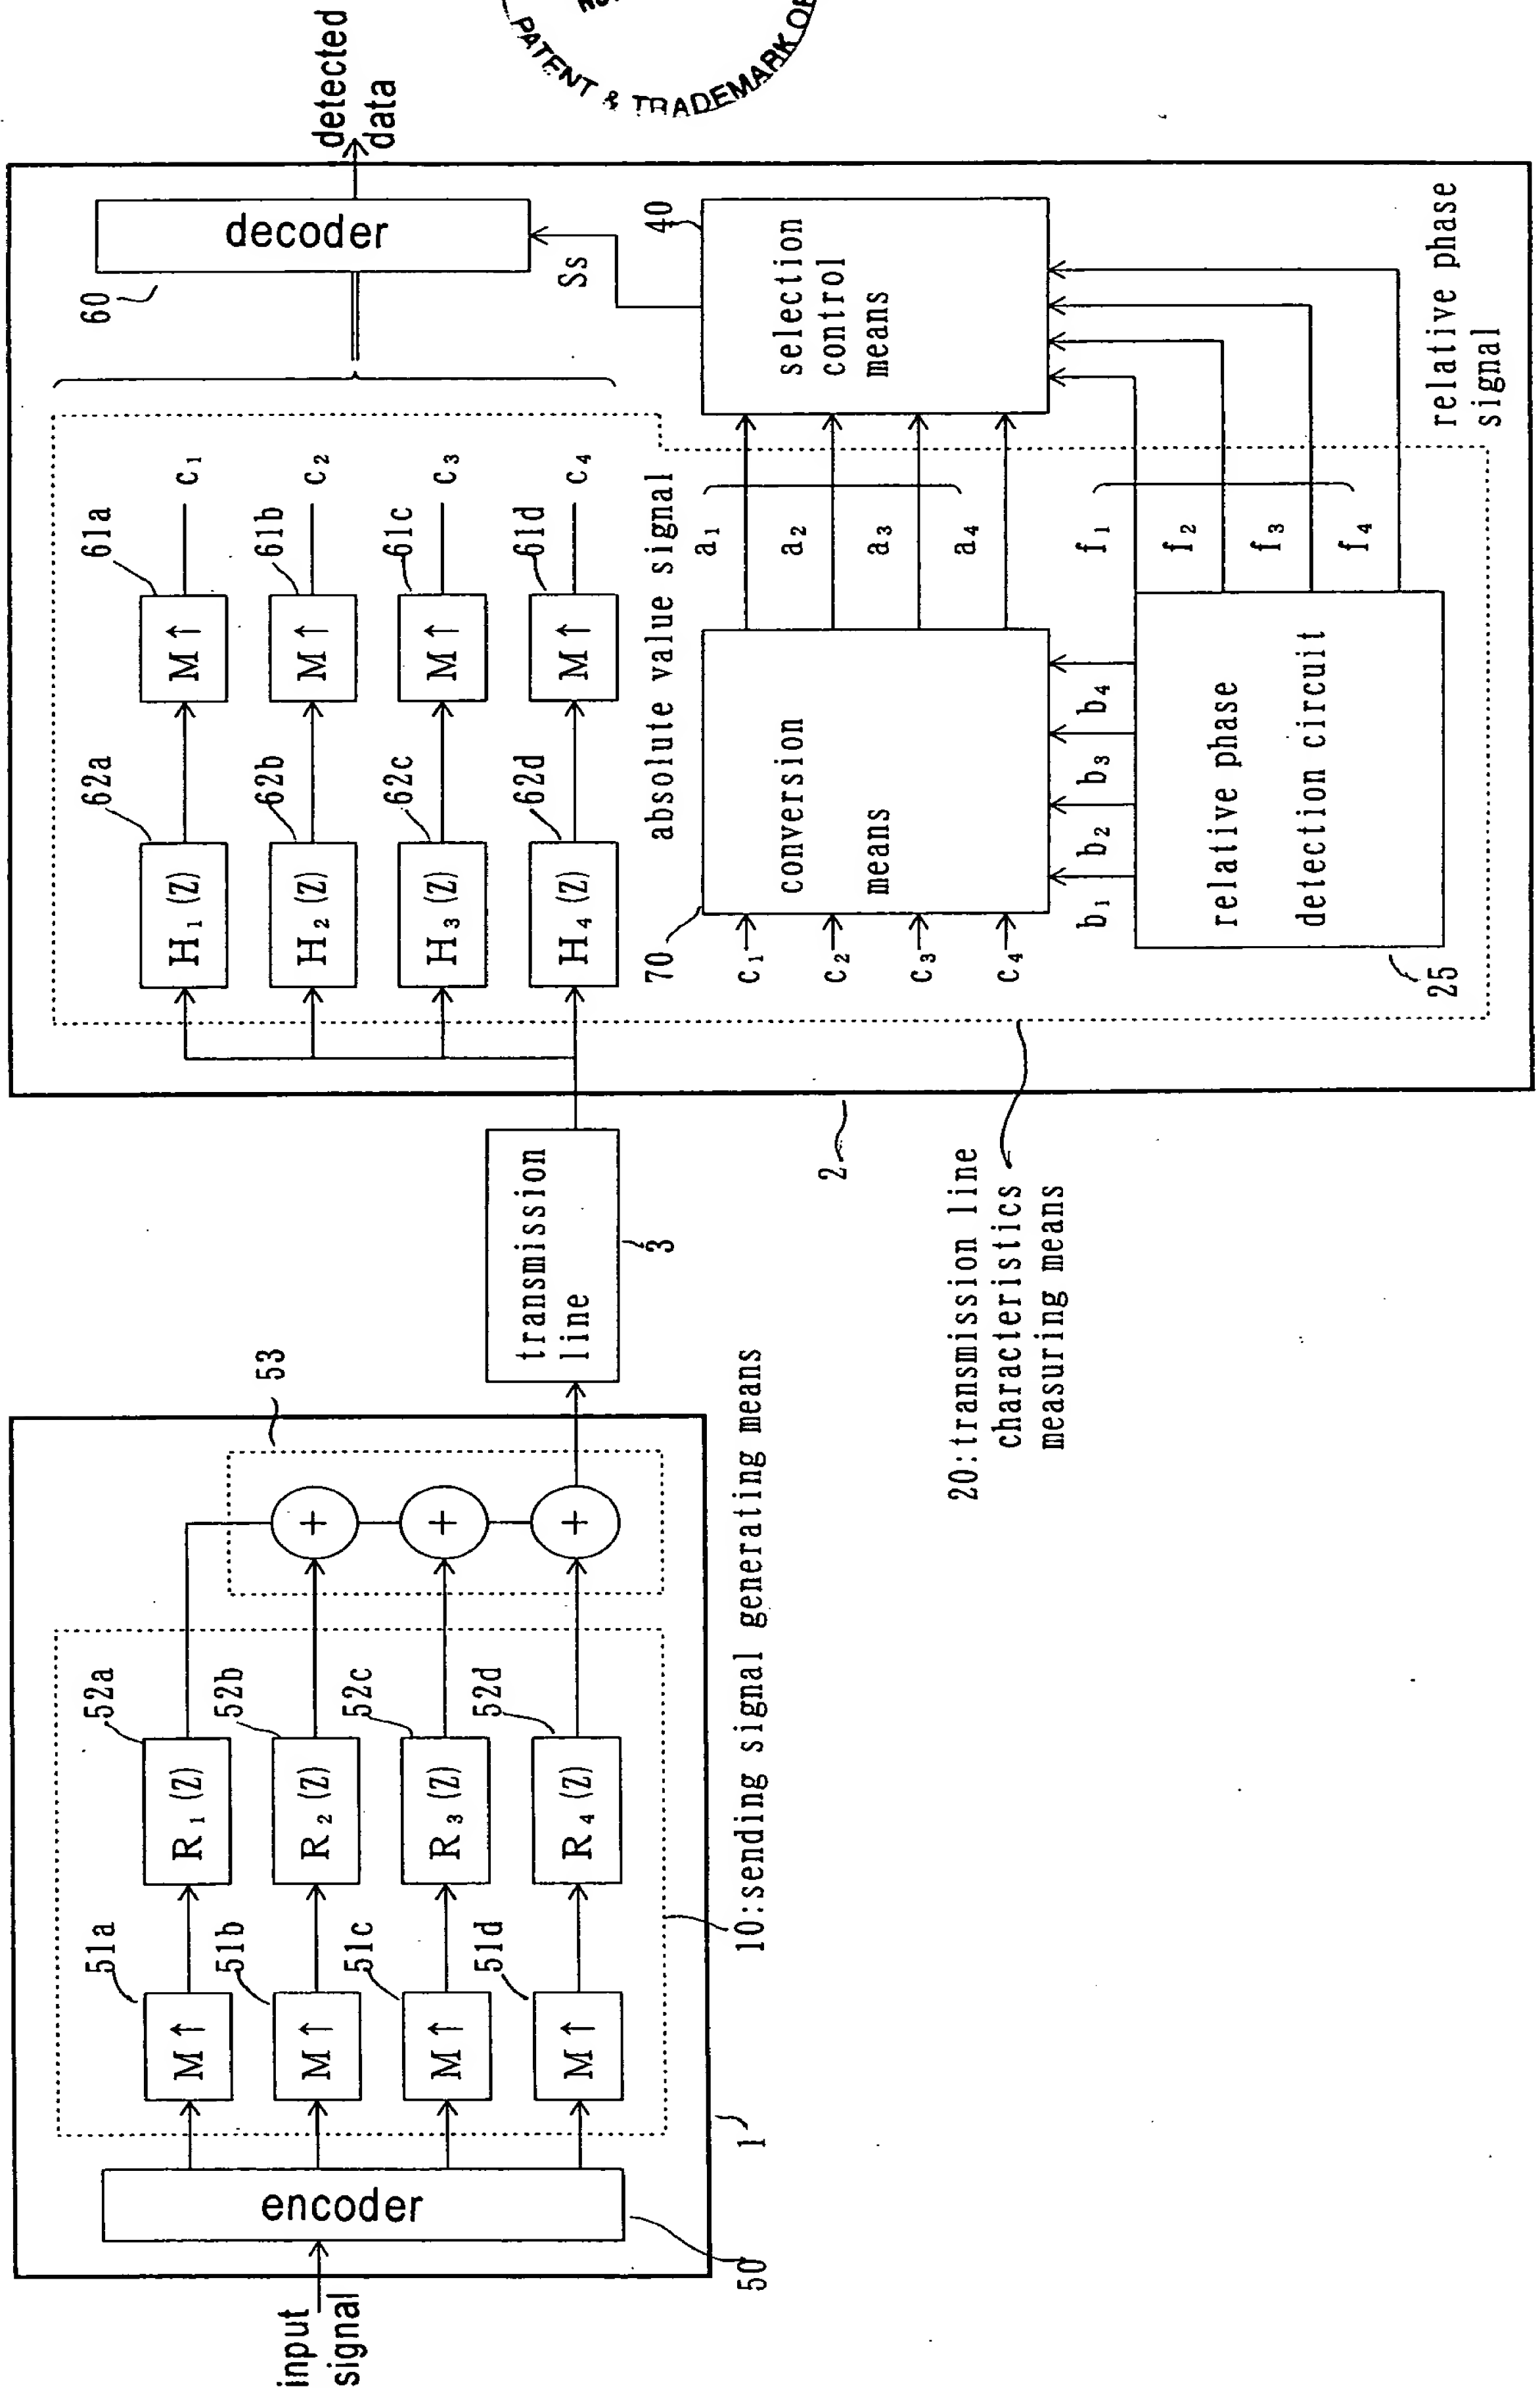 input
signal
encoder
50
1
51a
M↑
51b
M↑
51c
M↑
51d
M↑
52a
R₁(Z)
52b
R₂(Z)
52c
R₃(Z)
52d
R₄(Z)
10:sending signal generating means
53
+
+
+
transmission
line
3
2
20:transmission line
characteristics
measuring means
62a
H₁(Z)
62b
H₂(Z)
62c
H₃(Z)
62d
H₄(Z)
61a
M↑
c₁
61b
M↑
c₂
61c
M↑
c₃
61d
M↑
c₄
60
decoder
detected
data
Ss
absolute value signal
70
c₁
c₂
c₃
c₄
conversion
means
a₁
a₂
a₃
a₄
40
selection
control
means
b₁
b₂
b₃
b₄
f₁
f₂
f₃
f₄
25
relative phase
detection circuit
relative phase
signal
PATENT & TRADEMARK